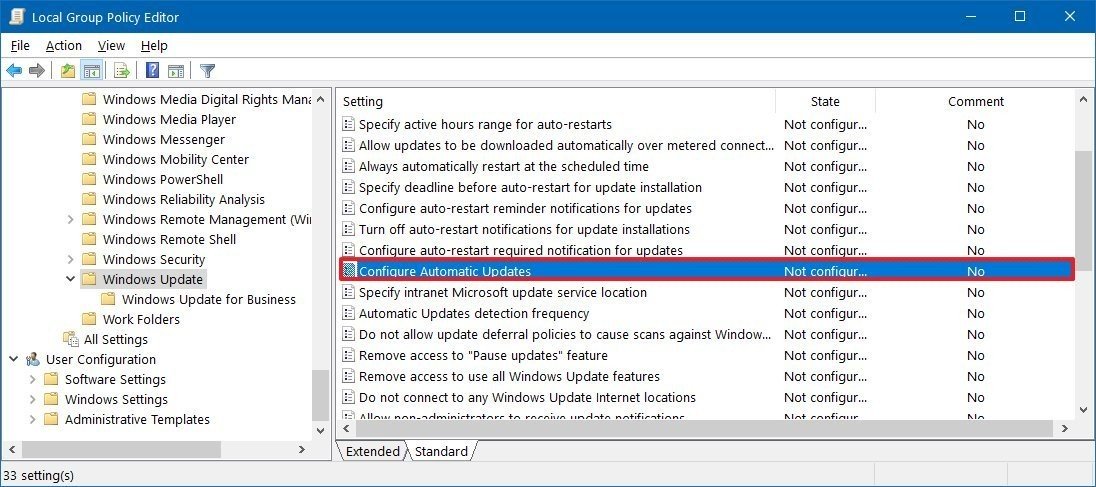 Local Group Policy Editor
File Action View Help
Windows Media Digital Rights Mana
Windows Media Player
Windows Messenger
Windows Mobility Center
Windows PowerShell
Windows Reliability Analysis
Windows Remote Management (Wi
Windows Remote Shell
Windows Security
Windows Update
Windows Update for Business
Work Folders
All Settings
User Configuration
Software Settings
Windows Settings
Administrative Templates
Setting State Comment
Specify active hours range for auto-restarts Not configur... No
Allow updates to be downloaded automatically over metered connect... Not configur... No
Always automatically restart at the scheduled time Not configur... No
Specify deadline before auto-restart for update installation Not configur... No
Configure auto-restart reminder notifications for updates Not configur... No
Turn off auto-restart notifications for update installations Not configur... No
Configure auto-restart required notification for updates Not configur... No
Configure Automatic Updates Not configur... No
Specify intranet Microsoft update service location Not configur... No
Automatic Updates detection frequency Not configur... No
Do not allow update deferral policies to cause scans against Window... Not configur... No
Remove access to "Pause updates" feature Not configur... No
Remove access to use all Windows Update features Not configur... No
Do not connect to any Windows Update Internet locations Not configur... No
Allow non-administrators to receive update notifications Not configur... No
Extended Standard
33 setting(s)